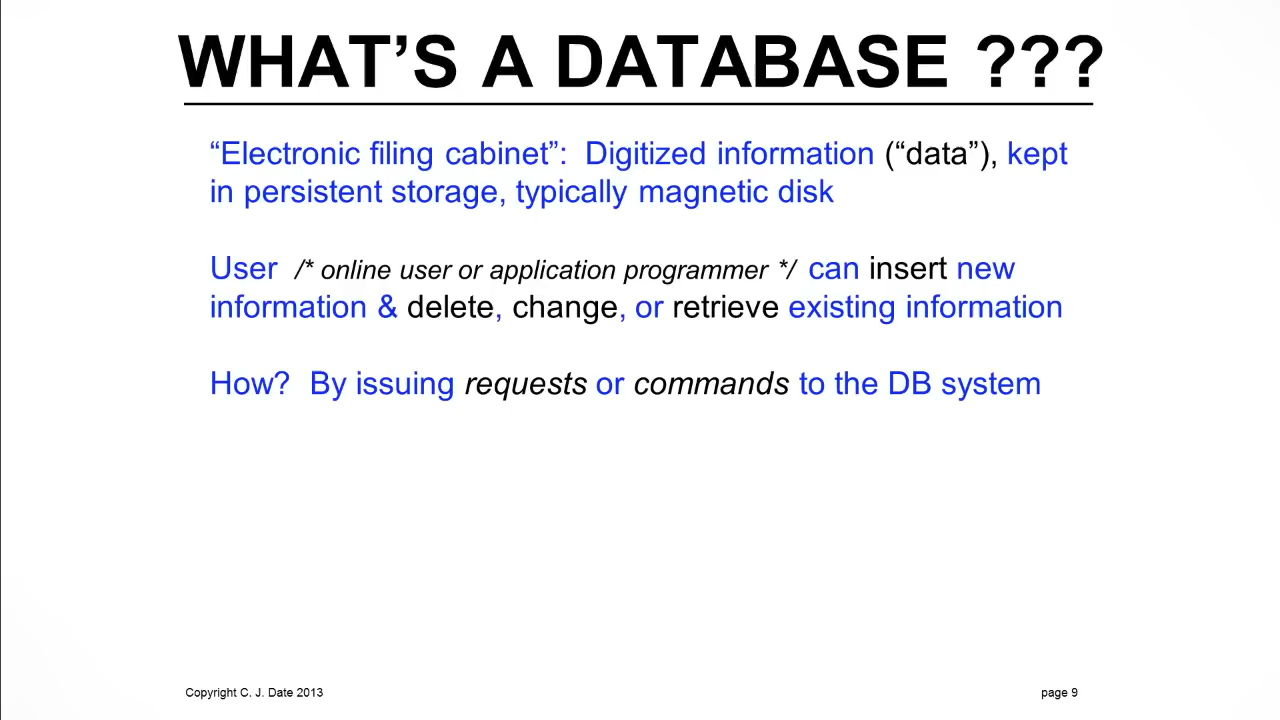 WHAT’S A DATABASE ???
“Electronic filing cabinet”: Digitized information (“data”), kept
in persistent storage, typically magnetic disk
User /* online user or application programmer */ can insert new
information & delete, change, or retrieve existing information
How? By issuing requests or commands to the DB system
Copyright C. J. Date 2013
page 9